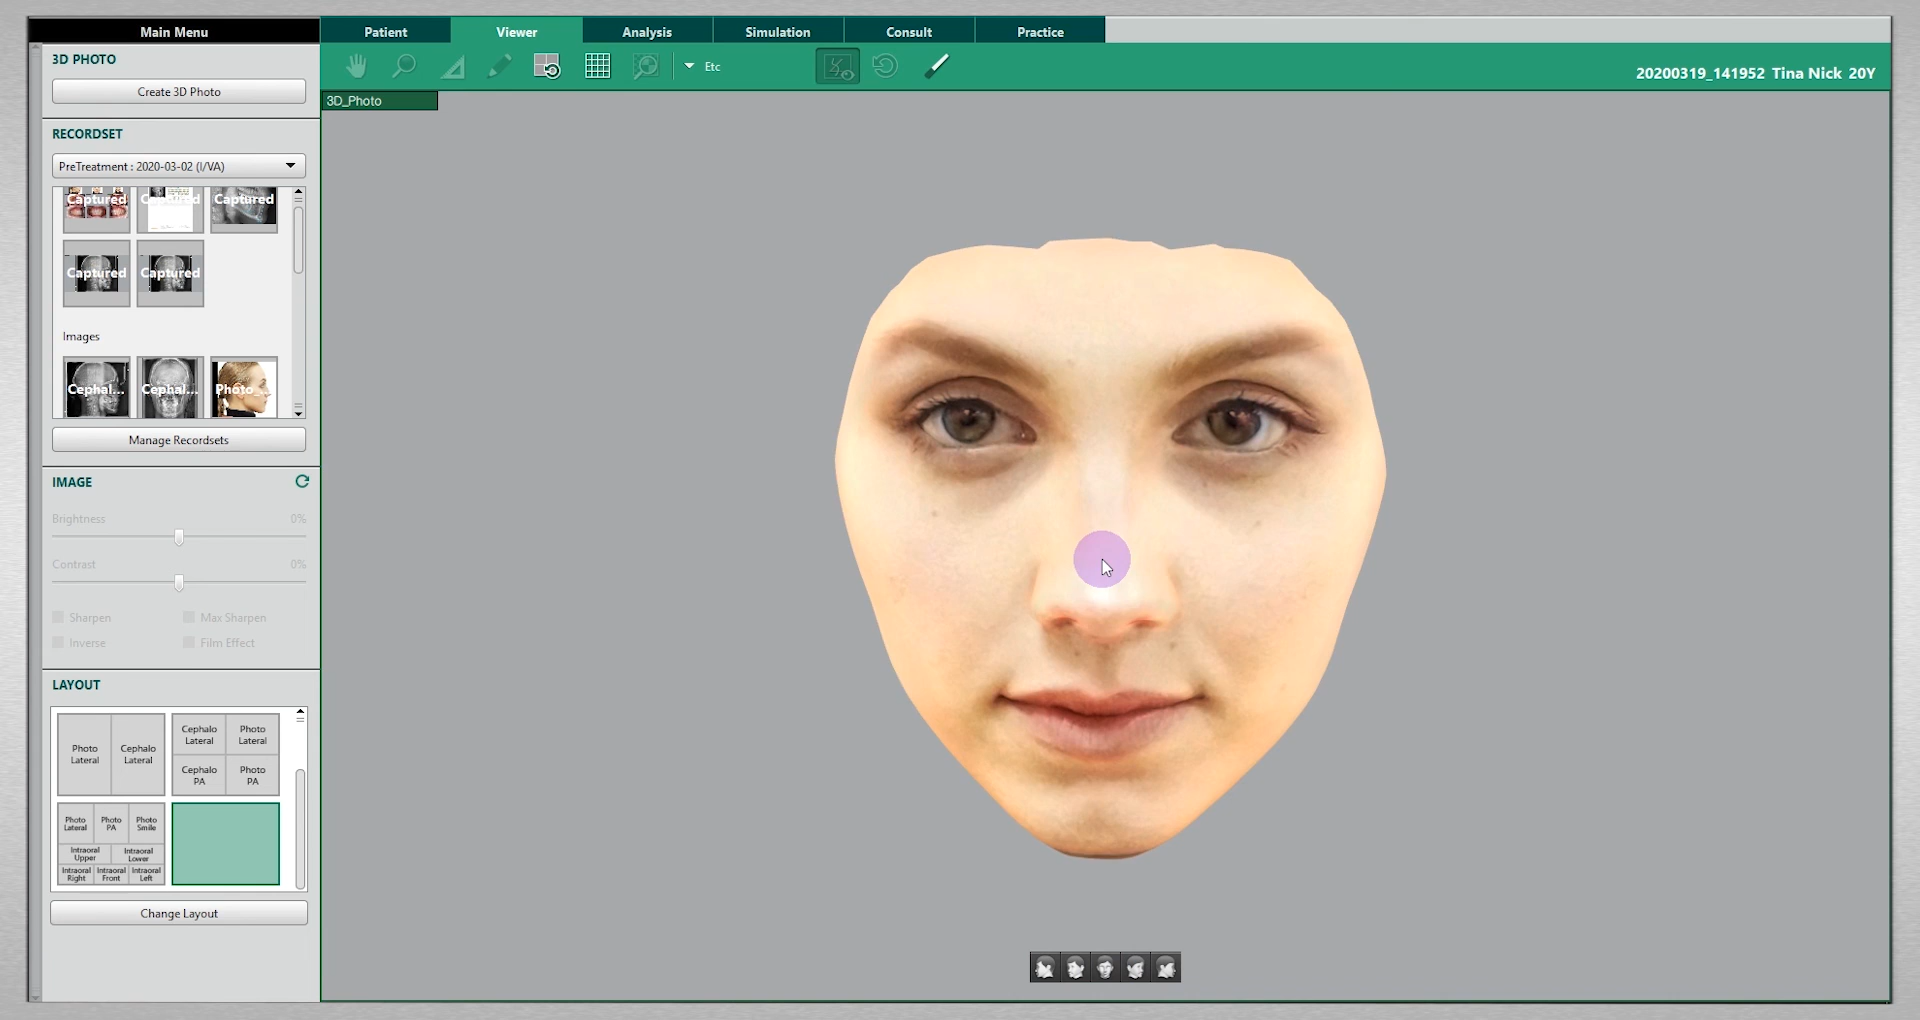 Main Menu
Patient
Viewer
Analysis
Simulation
Consult
Practice
3D PHOTO
Create 3D Photo
Etc
20200319_141952 Tina Nick 20Y
3D_Photo
RECORDSET
PreTreatment : 2020-03-02 (I/VA)
Captured
Captured
Captured
Captured
Captured
Images
Cephal...
Cephal...
Photo_...
Manage Recordsets
IMAGE
Brightness 0%
Contrast 0%
Sharpen
Max Sharpen
Inverse
Film Effect
LAYOUT
Photo
Lateral
Cephalo
Lateral
Cephalo
Lateral
Photo
Lateral
Cephalo
PA
Photo
PA
Photo
Lateral
Photo
PA
Photo
Smile
Intraoral
Upper
Intraoral
Lower
Intraoral
Right
Intraoral
Front
Intraoral
Left
Change Layout